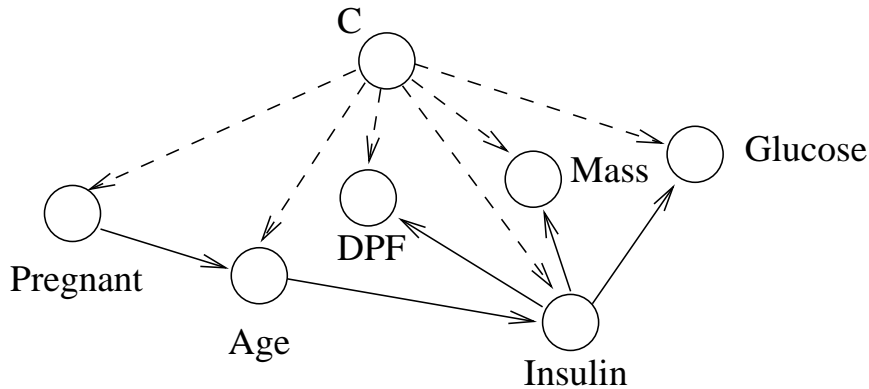 C
Glucose
Mass
DPF
Pregnant
Age
Insulin